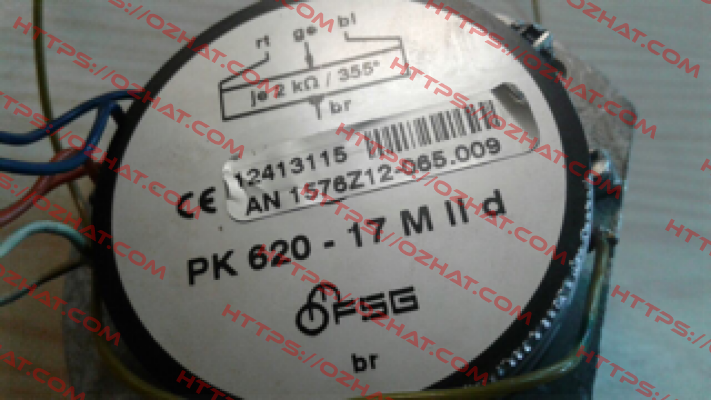 rt ge bl
je 2 kΩ / 355°
br
12413115
AN 1576Z12-065.009
CE
PK 620 - 17 M II d
FSG
br
HTTPS://OZHAT.COM